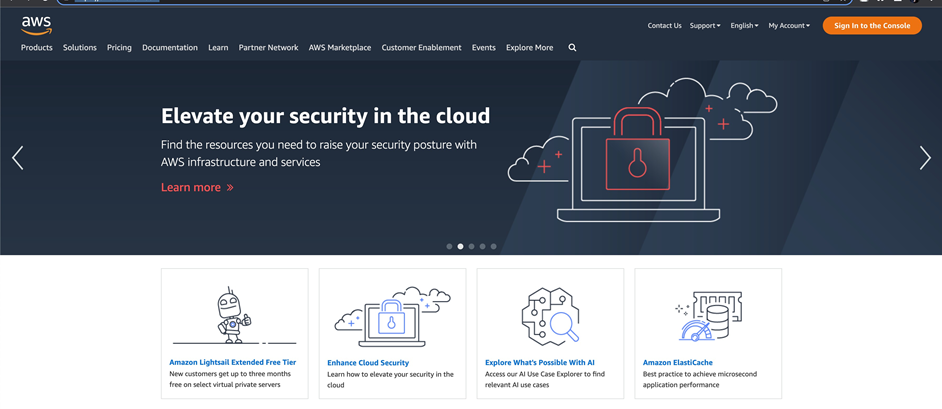 aws
Contact Us Support English My Account Sign In to the Console
Products Solutions Pricing Documentation Learn Partner Network AWS Marketplace Customer Enablement Events Explore More
Elevate your security in the cloud
Find the resources you need to raise your security posture with
AWS infrastructure and services
Learn more »
Amazon Lightsail Extended Free Tier
New customers get up to three months
free on select virtual private servers
Enhance Cloud Security
Learn how to elevate your security in the
cloud
Explore What's Possible With AI
Access our AI Use Case Explorer to find
relevant AI use cases
Amazon ElastiCache
Best practice to achieve microsecond
application performance